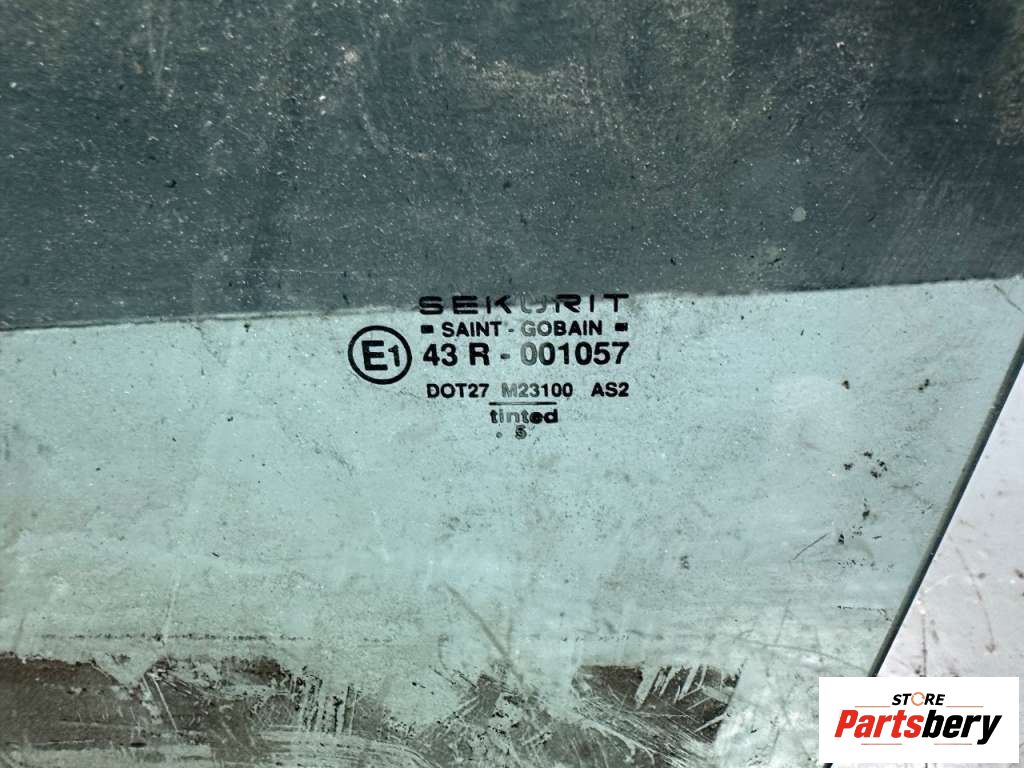 SEKURIT
SAINT-GOBAIN
E1 43 R - 001057
DOT27 M23100 AS2
tinted
. 5
STORE
Partsbery